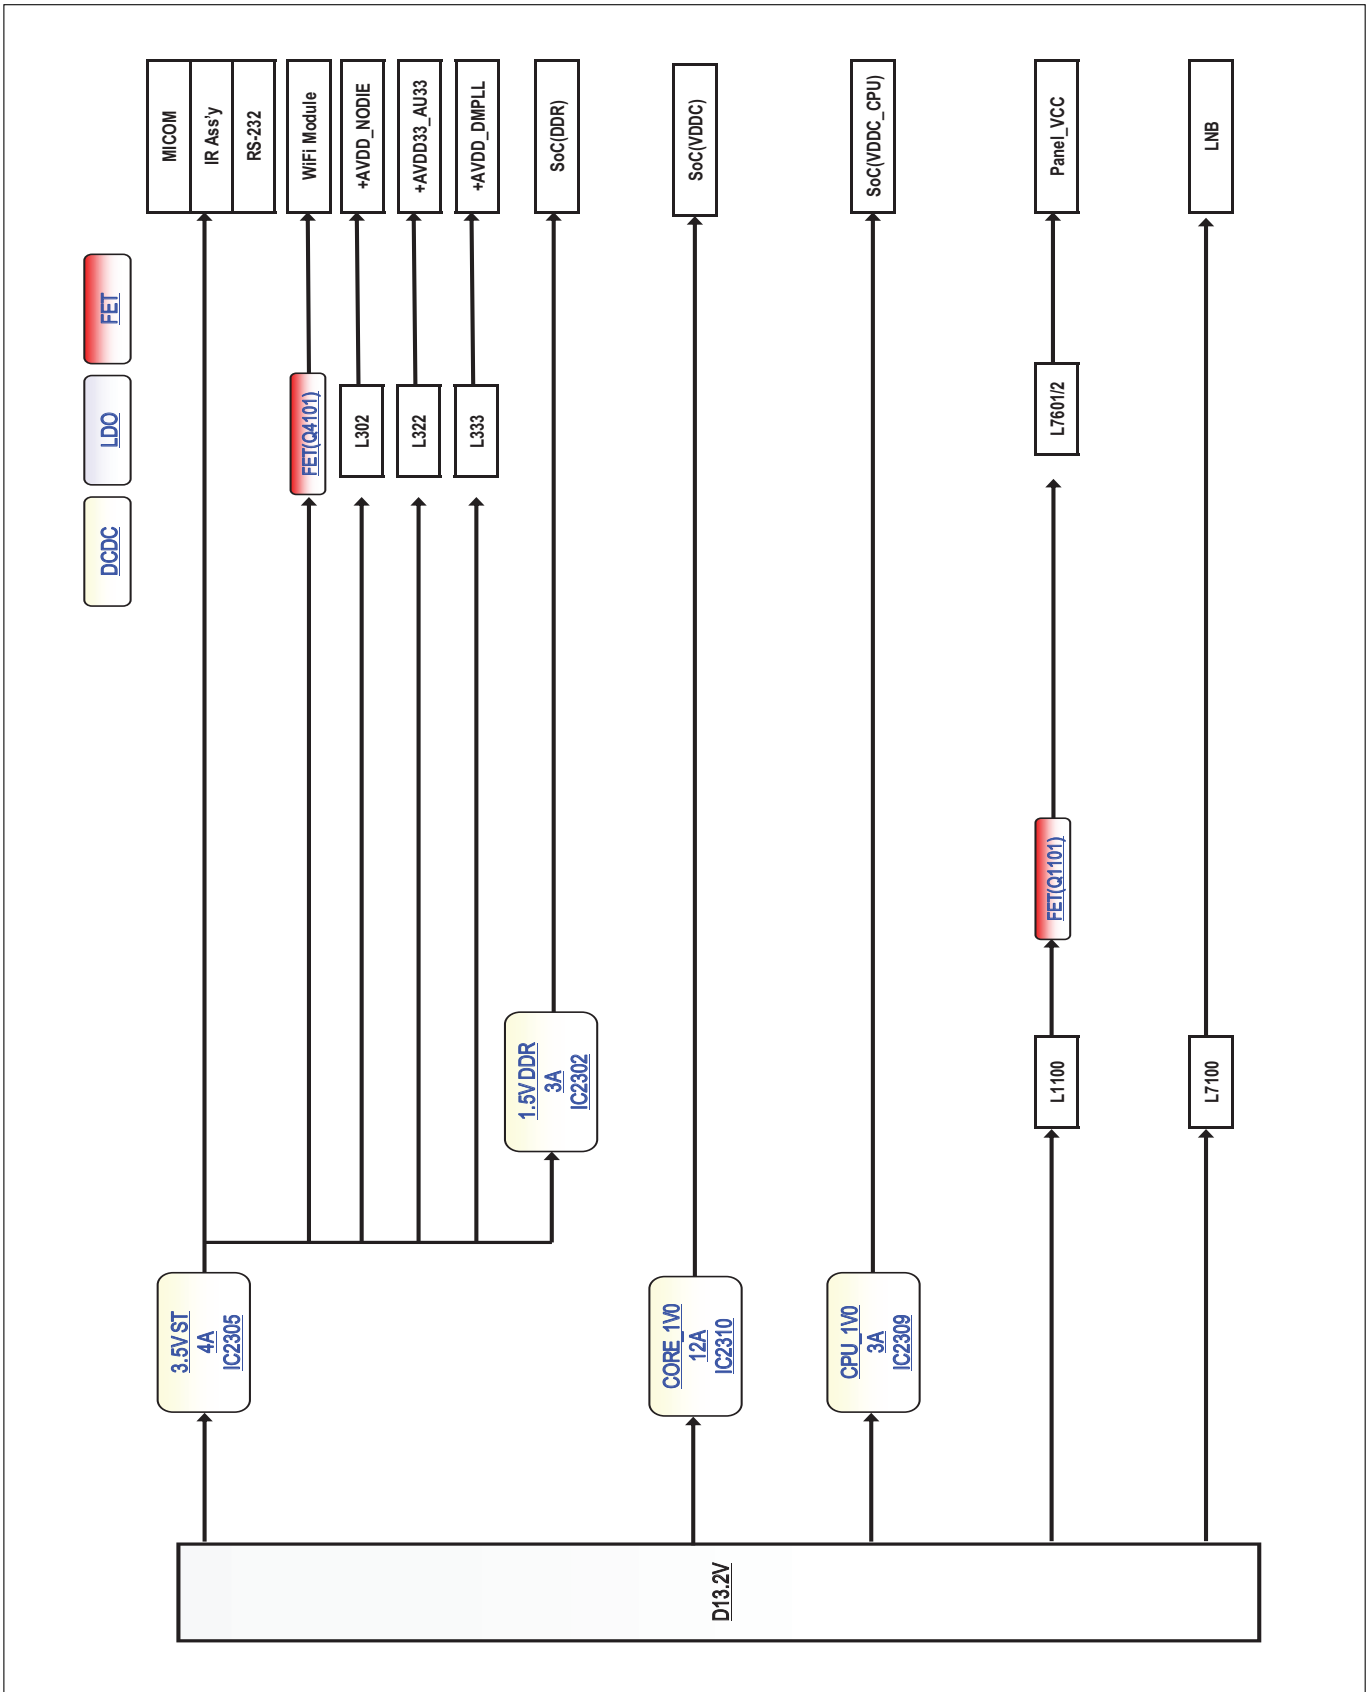 DCDC
LDO
FET
MICOM
IR Ass'y
RS-232
3.5V ST
4A
IC2305
FET(Q4101)
WiFi Module
L302
+AVDD_NODIE
L322
+AVDD33_AU33
L333
+AVDD_DMPLL
1.5V DDR
3A
IC2302
SoC(DDR)
D13.2V
CORE_1V0
12A
IC2310
SoC(VDDC)
CPU_1V0
3A
IC2309
SoC(VDDC_CPU)
L1100
FET(Q1101)
L7601/2
Panel_VCC
L7100
LNB